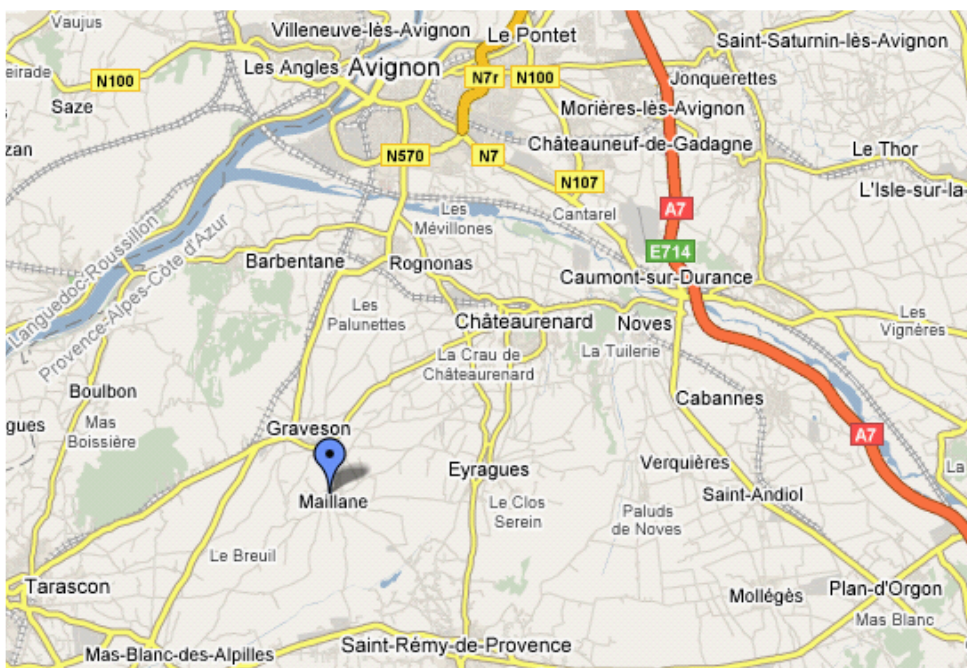 Vaujus
Villeneuve-lès-Avignon
Le Pontet
Saint-Saturnin-lès-Avignon
eirade
N100
Les Angles
Avignon
N7r
N100
Jonquerettes
Saze
Morières-lès-Avignon
zan
N570
N7
Châteauneuf-de-Gadagne
Le Thor
N107
L'Isle-sur-la-
A7
Les
Mévillones
Cantarel
Languedoc-Roussillon
Provence-Alpes-Côte d'Azur
E714
Barbentane
Rognonas
Caumont-sur-Durance
Les
Palunettes
Châteaurenard
Noves
Les
Vignères
La Crau de
Châteaurenard
La Tuilerie
Boulbon
Cabannes
gues
Mas
Boissière
Graveson
A7
Eyragues
Verquières
La
Maillane
Le Clos
Serein
Saint-Andiol
Paluds
de Noves
Le Breuil
Tarascon
Mollégès
Plan-d'Orgon
Mas Blanc
Mas-Blanc-des-Alpilles
Saint-Rémy-de-Provence